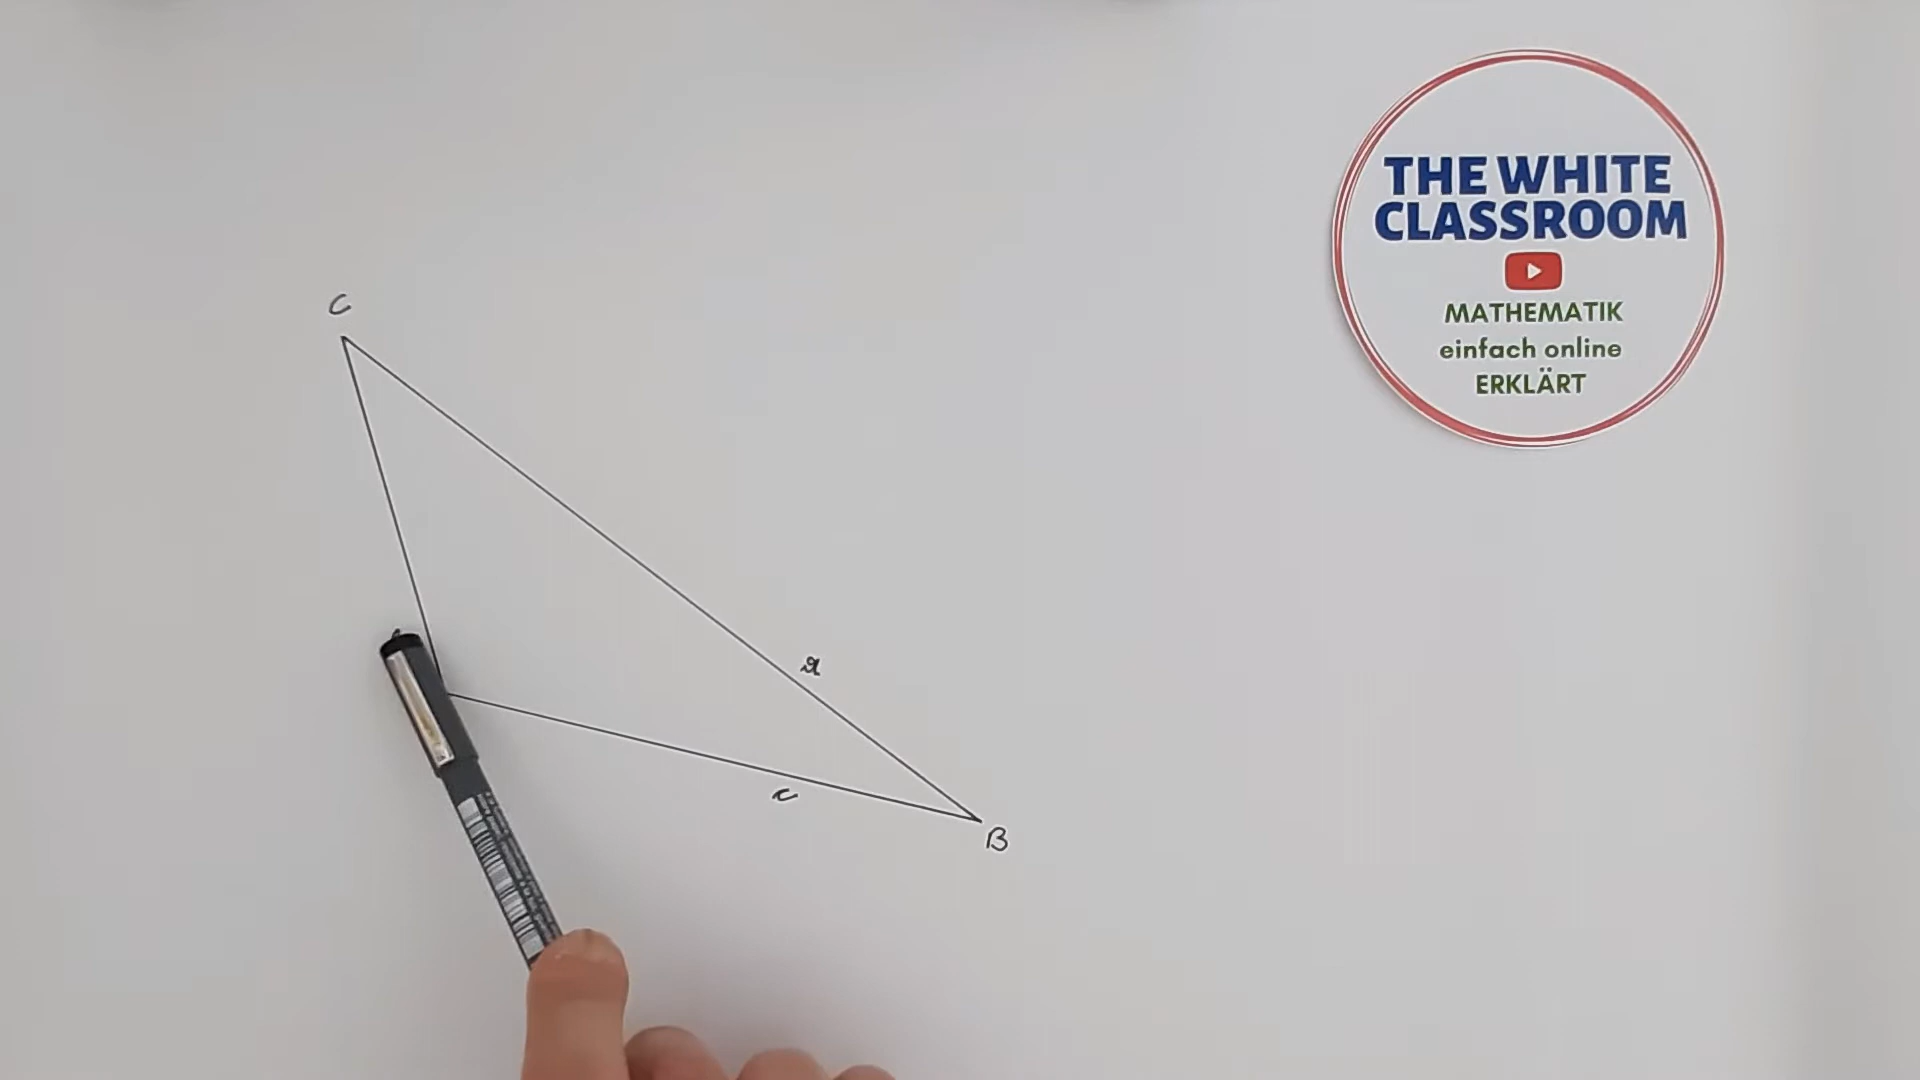 THE WHITE
CLASSROOM
MATHEMATIK
einfach online
ERKLÄRT
C
a
c
B